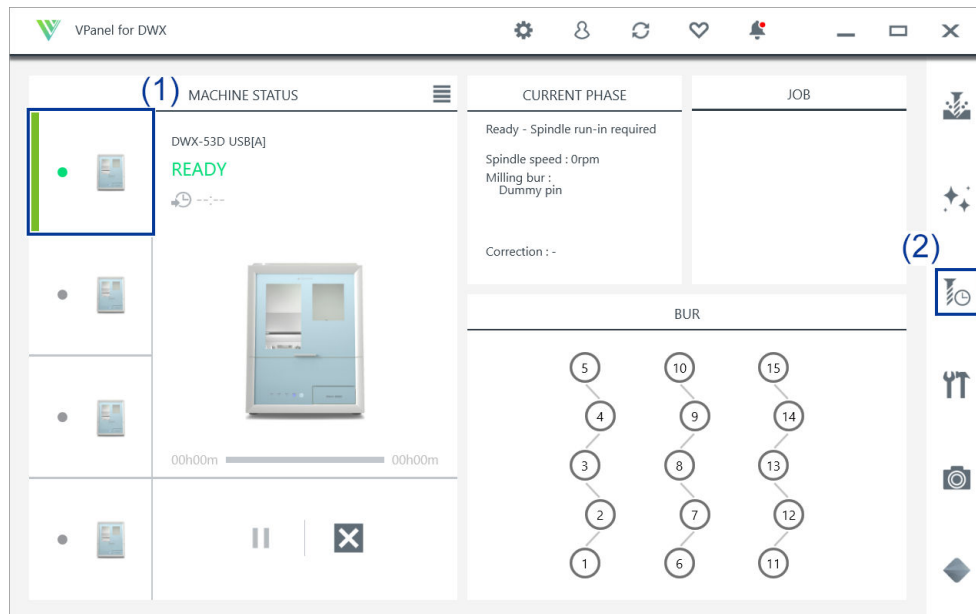 VPanel for DWX
(1)
MACHINE STATUS
DWX-53D USB[A]
READY
--:--
00h00m
00h00m
CURRENT PHASE
Ready - Spindle run-in required
Spindle speed : 0rpm
Milling bur :
Dummy pin
Correction : -
JOB
(2)
BUR
5 10 15
4 9 14
3 8 13
2 7 12
1 6 11